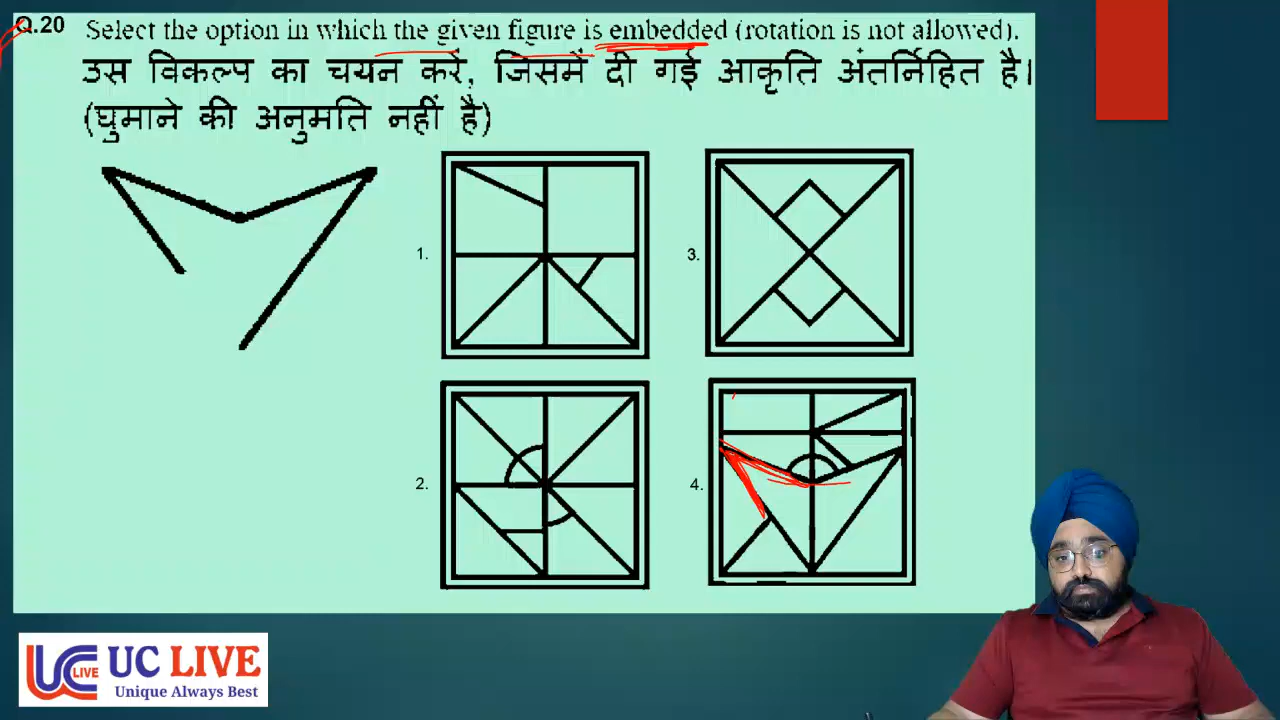 Q.20 Select the option in which the given figure is embedded (rotation is not allowed).
उस विकल्प का चयन करें, जिसमें दी गई आकृति अंतर्निहित है।
(घुमाने की अनुमति नहीं है)
1.
3.
2.
4.
UC LIVE
LIVE
Unique Always Best